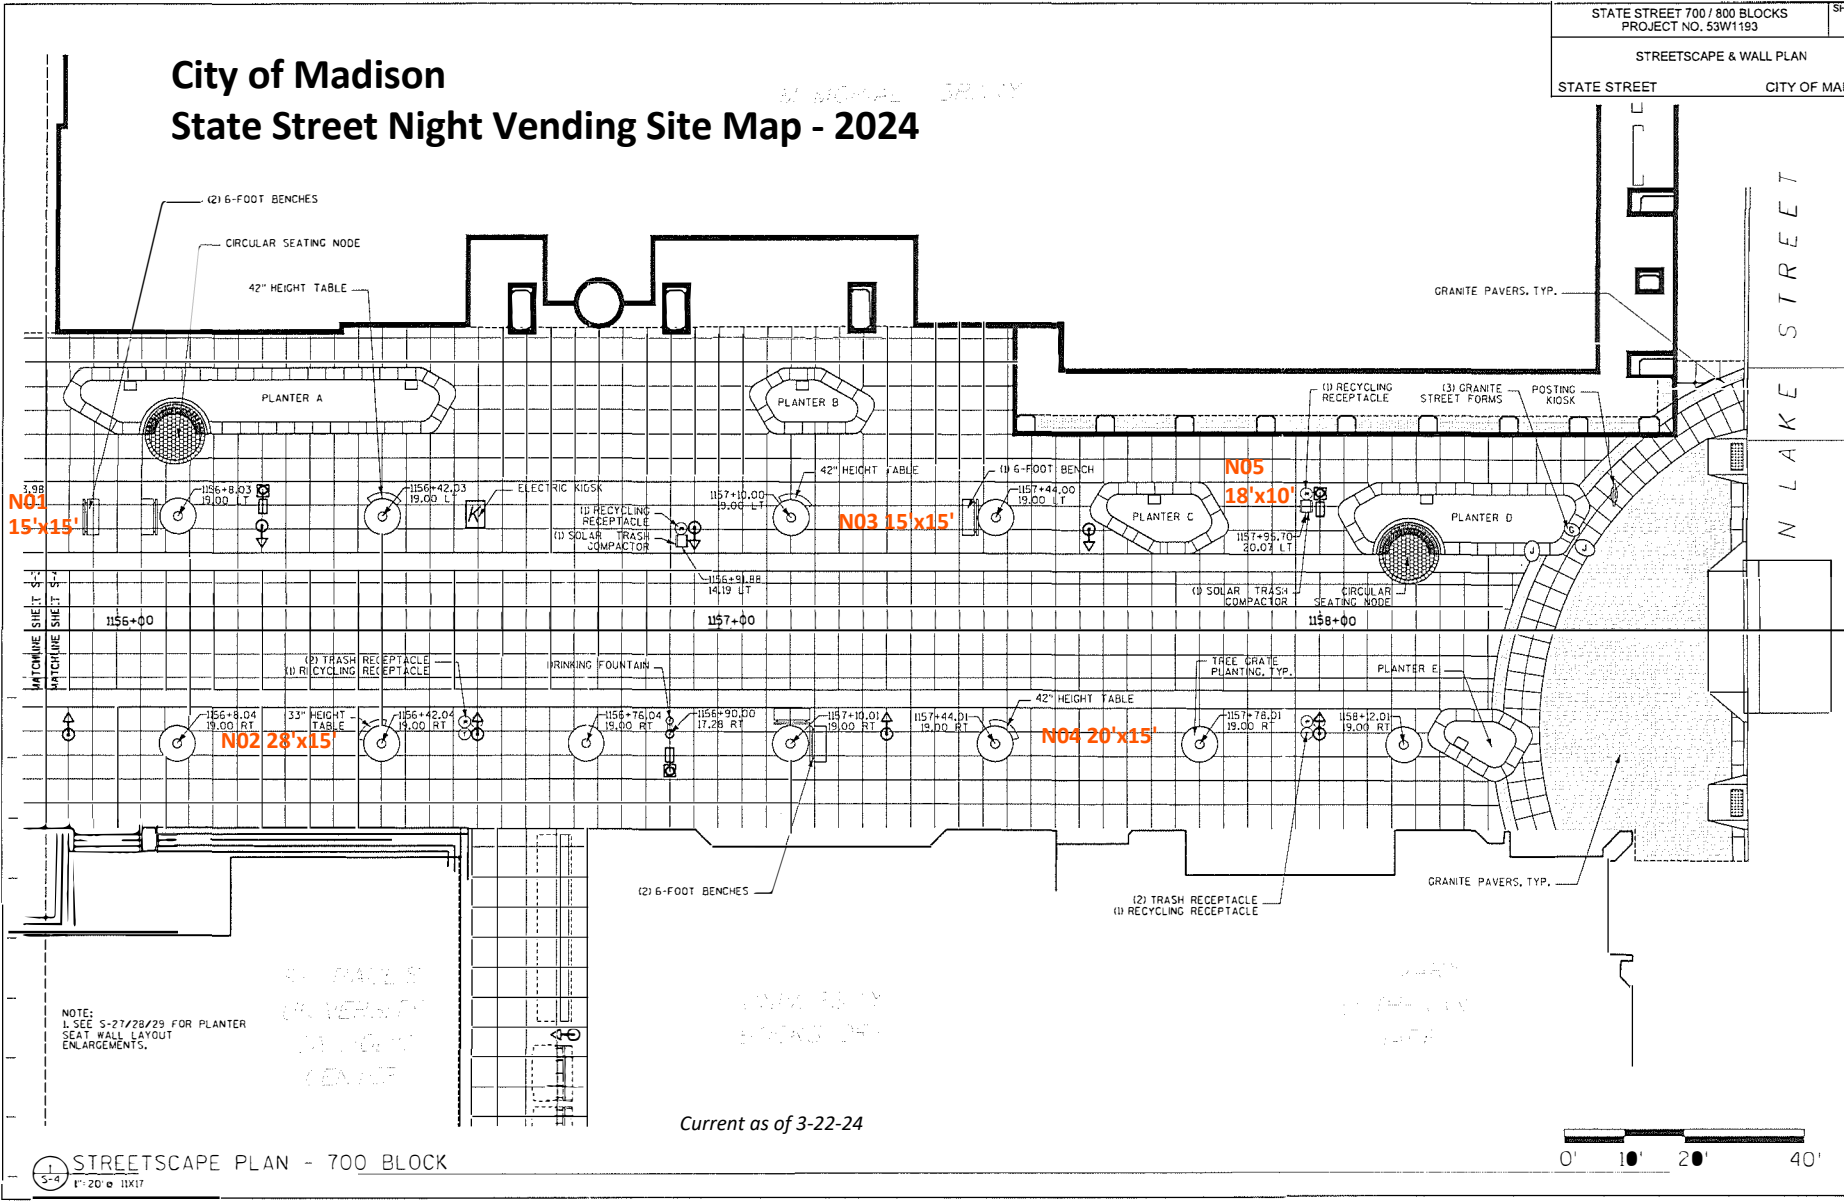 STATE STREET 700 / 800 BLOCKS
PROJECT NO. 53W1193
STREETSCAPE & WALL PLAN
STATE STREET
City of Madison
State Street Night Vending Site Map - 2024
(2) 6-FOOT BENCHES
CIRCULAR SEATING NODE
42" HEIGHT TABLE
GRANITE PAVERS, TYP.
N LAKE STREET
PLANTER A
PLANTER B
(1) RECYCLING
RECEPTACLE
(3) GRANITE
STREET FORMS
POSTING
KIOSK
42" HEIGHT TABLE
(1) 6-FOOT BENCH
N05
18'x10'
N01
15'x15'
1156+8.03
19.00 LT
1156+42.03
19.00 LT
ELECTRIC KIOSK
K
(1) RECYCLING
RECEPTACLE
(1) SOLAR TRASH
COMPACTOR
1157+10.00
19.00 LT
N03 15'x15'
1157+44.00
19.00 LT
PLANTER C
PLANTER D
G
J
J
1157+95.70
20.07 LT
1156+91.88
14.19 LT
(1) SOLAR TRASH
COMPACTOR
CIRCULAR
SEATING NODE
MATCHLINE SHEET
MATCHLINE SHEET
1156+00
1157+00
1158+00
(2) TRASH RECEPTACLE
(1) RECYCLING RECEPTACLE
DRINKING FOUNTAIN
TREE GRATE
PLANTING, TYP.
PLANTER E
42" HEIGHT TABLE
1156+8.04
19.00 RT
33" HEIGHT
TABLE
1156+42.04
19.00 RT
1156+76.04
19.00 RT
1156+90.00
17.28 RT
1157+10.01
19.00 RT
1157+44.01
19.00 RT
1157+78.01
19.00 RT
1158+12.01
19.00 RT
N02 28'x15'
N04 20'x15'
(2) 6-FOOT BENCHES
(2) TRASH RECEPTACLE
(1) RECYCLING RECEPTACLE
GRANITE PAVERS, TYP.
NOTE:
1. SEE S-27/28/29 FOR PLANTER
SEAT WALL LAYOUT
ENLARGEMENTS.
Current as of 3-22-24
1
S-4
STREETSCAPE PLAN - 700 BLOCK
1"=20' @ 11X17
0' 10' 20' 40'